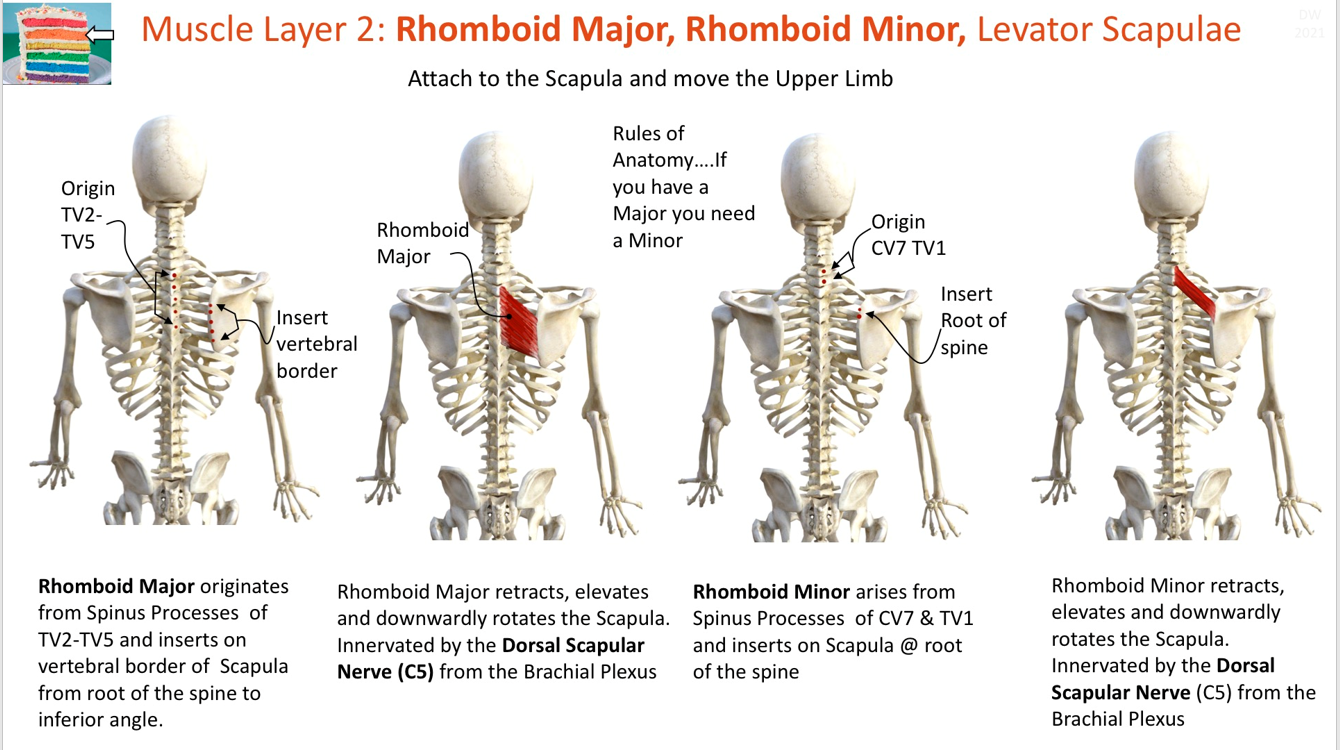 Muscle Layer 2: Rhomboid Major, Rhomboid Minor, Levator Scapulae
DW
2021
Attach to the Scapula and move the Upper Limb
Origin
TV2-
TV5
Insert
vertebral
border
Rhomboid
Major
Rules of
Anatomy....If
you have a
Major you need
a Minor
Origin
CV7 TV1
Insert
Root of
spine
Rhomboid Major originates
from Spinus Processes of
TV2-TV5 and inserts on
vertebral border of Scapula
from root of the spine to
inferior angle.
Rhomboid Major retracts, elevates
and downwardly rotates the Scapula.
Innervated by the Dorsal Scapular
Nerve (C5) from the Brachial Plexus
Rhomboid Minor arises from
Spinus Processes of CV7 & TV1
and inserts on Scapula @ root
of the spine
Rhomboid Minor retracts,
elevates and downwardly
rotates the Scapula.
Innervated by the Dorsal
Scapular Nerve (C5) from the
Brachial Plexus